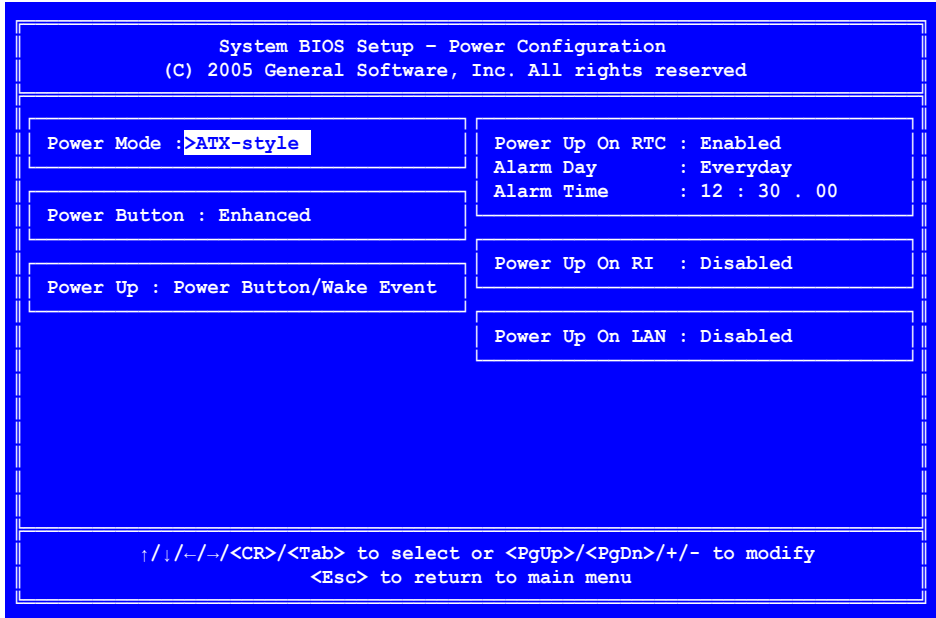 System BIOS Setup – Power Configuration
(C) 2005 General Software, Inc. All rights reserved
Power Mode :>ATX-style
Power Button : Enhanced
Power Up : Power Button/Wake Event
Power Up On RTC : Enabled
Alarm Day : Everyday
Alarm Time : 12 : 30 . 00
Power Up On RI : Disabled
Power Up On LAN : Disabled
↑/↓/←/→/<CR>/<Tab> to select or <PgUp>/<PgDn>/+/- to modify
<Esc> to return to main menu